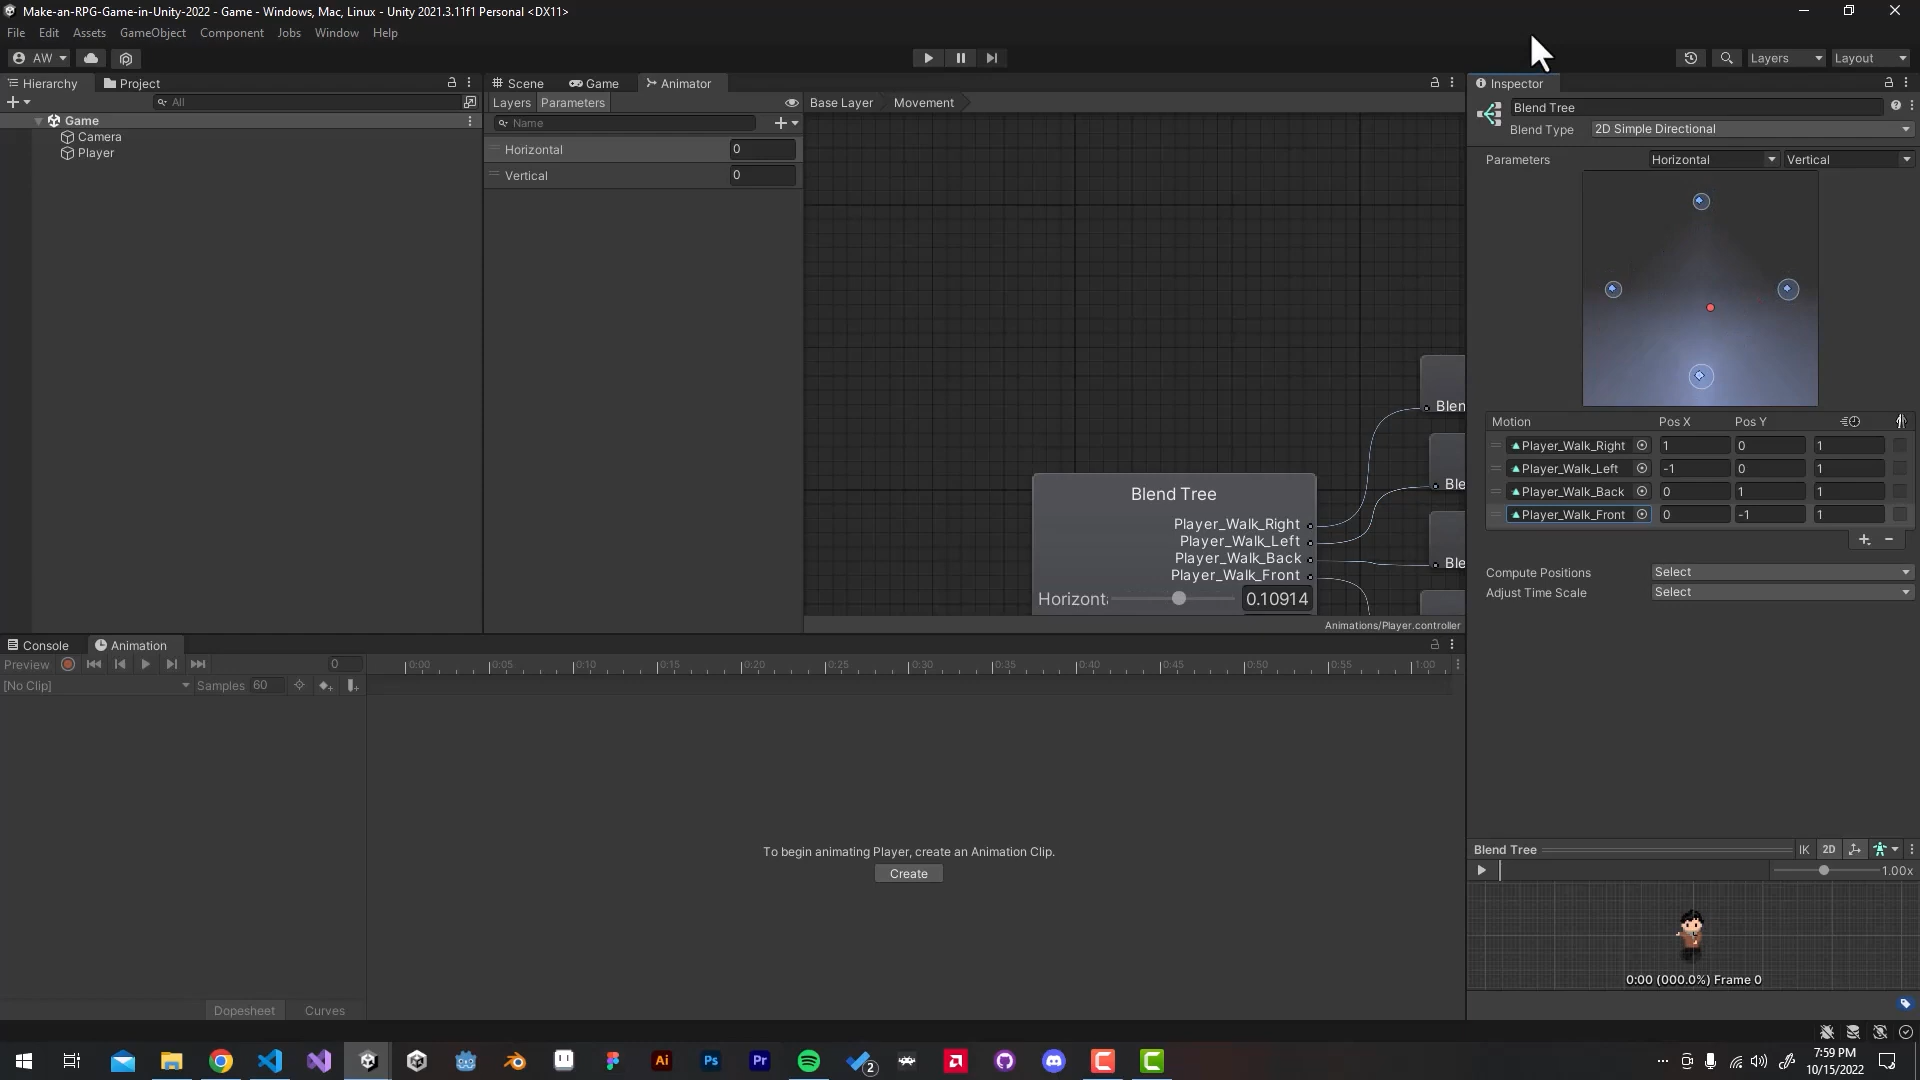 Make-an-RPG-Game-in-Unity-2022 - Game - Windows, Mac, Linux - Unity 2021.3.11f1 Personal <DX11>
File Edit Assets GameObject Component Jobs Window Help
AW Layers Layout
Hierarchy Project Scene Game Animator Inspector
All
Layers Parameters Base Layer Movement
Name
Game
Camera
Player
Horizontal 0
Vertical 0
Blend Tree
Blend Type 2D Simple Directional
Parameters Horizontal Vertical
Motion Pos X Pos Y
Player_Walk_Right 1 0 1
Player_Walk_Left -1 0 1
Player_Walk_Back 0 1 1
Player_Walk_Front 0 -1 1
Compute Positions Select
Adjust Time Scale Select
Blen
Ble
Ble
Blend Tree
Player_Walk_Right
Player_Walk_Left
Player_Walk_Back
Player_Walk_Front
Horizont 0.10914
Animations/Player.controller
Console Animation
Preview 0
0:00 0:05 0:10 0:15 0:20 0:25 0:30 0:35 0:40 0:45 0:50 0:55 1:00
[No Clip] Samples 60
To begin animating Player, create an Animation Clip.
Create
Dopesheet Curves
Blend Tree IK 2D
1.00x
0:00 (000.0%) Frame 0
Ai Ps Pr 2
7:59 PM
10/15/2022